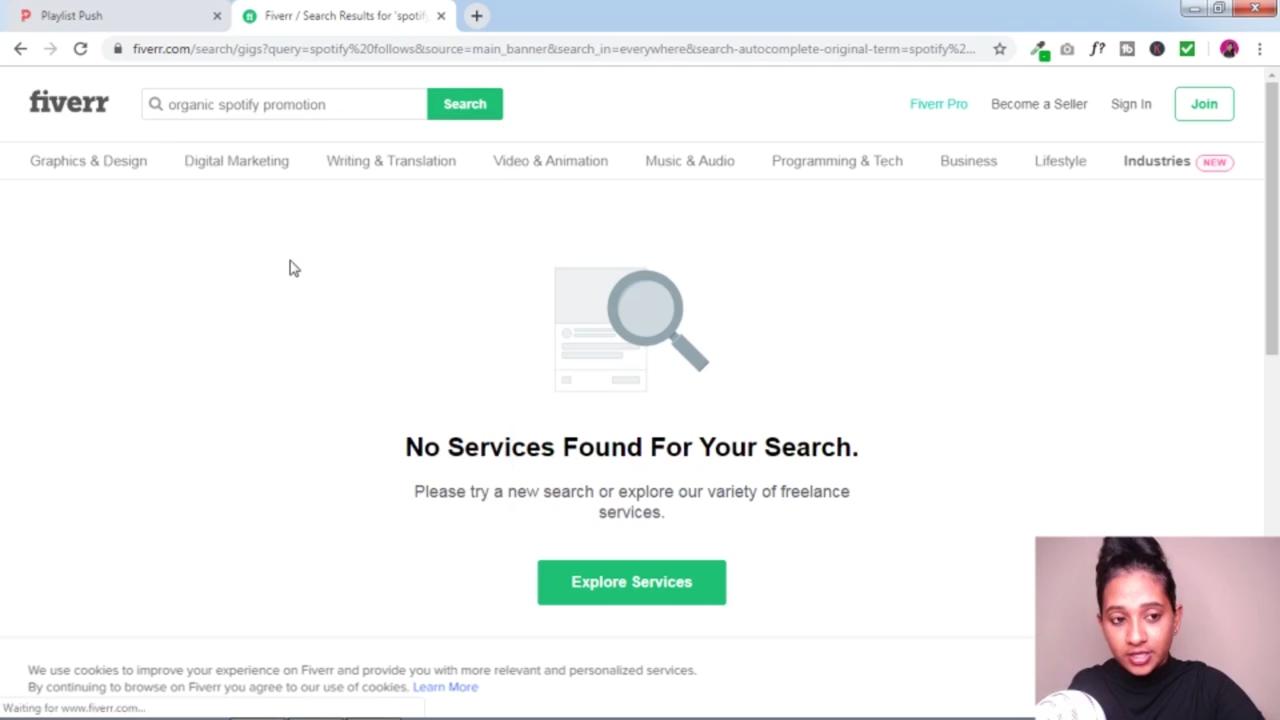 Playlist Push
Fiverr / Search Results for 'spotify
fiverr.com/search/gigs?query=spotify%20follows&source=main_banner&search_in=everywhere&search-autocomplete-original-term=spotify%2...
f?
fiverr
organic spotify promotion
Search
Fiverr Pro
Become a Seller
Sign In
Join
Graphics & Design
Digital Marketing
Writing & Translation
Video & Animation
Music & Audio
Programming & Tech
Business
Lifestyle
Industries NEW
No Services Found For Your Search.
Please try a new search or explore our variety of freelance
services.
Explore Services
We use cookies to improve your experience on Fiverr and provide you with more relevant and personalized services.
By continuing to browse on Fiverr you agree to our use of cookies. Learn More
Waiting for www.fiverr.com...